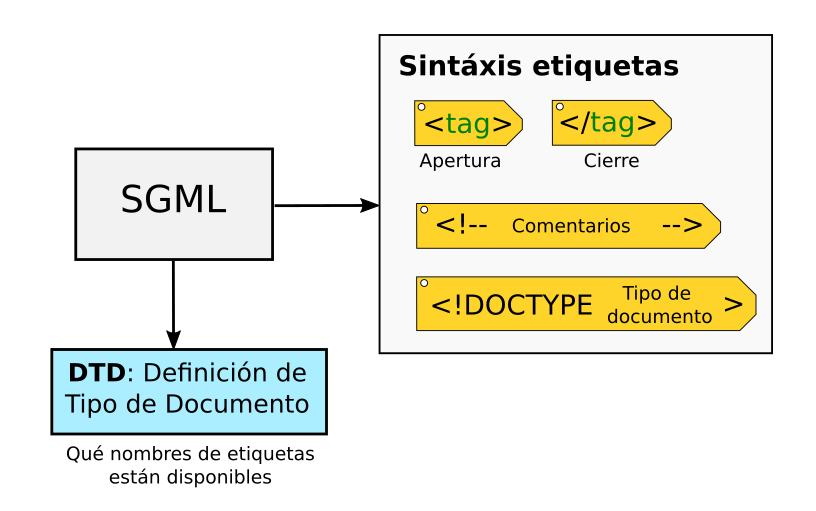 Sintáxis etiquetas
<tag>
</tag>
Apertura
Cierre
SGML
<!-- Comentarios -->
<!DOCTYPE Tipo de documento >
DTD: Definición de
Tipo de Documento
Qué nombres de etiquetas
están disponibles